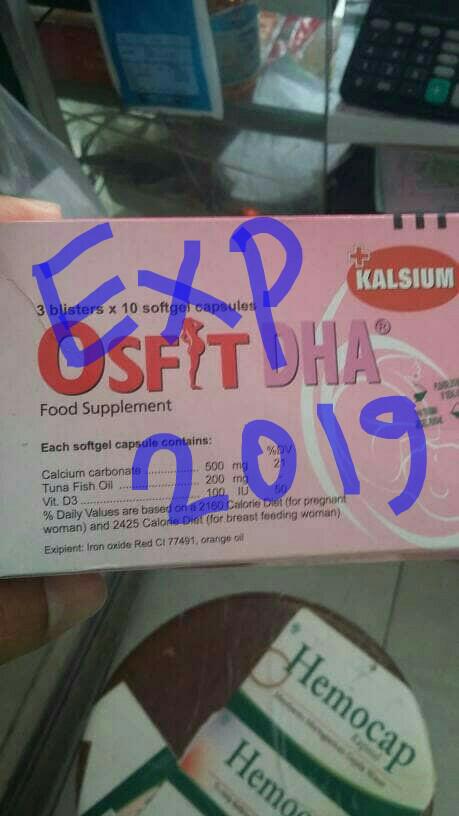 EXP
2019
KALSIUM
3 blisters x 10 softgel capsules
OSFIT DHA®
Food Supplement
Each softgel capsule contains:
%DV
Calcium carbonate ................ 500 mg 21
Tuna Fish Oil ................ 200 mg
Vit. D3 ................ 100 IU 50
% Daily Values are based on a 2160 Calorie Diet (for pregnant
woman) and 2425 Calorie Diet (for breast feeding woman)
Exipient: Iron oxide Red CI 77491, orange oil
Hemocap
Hemo